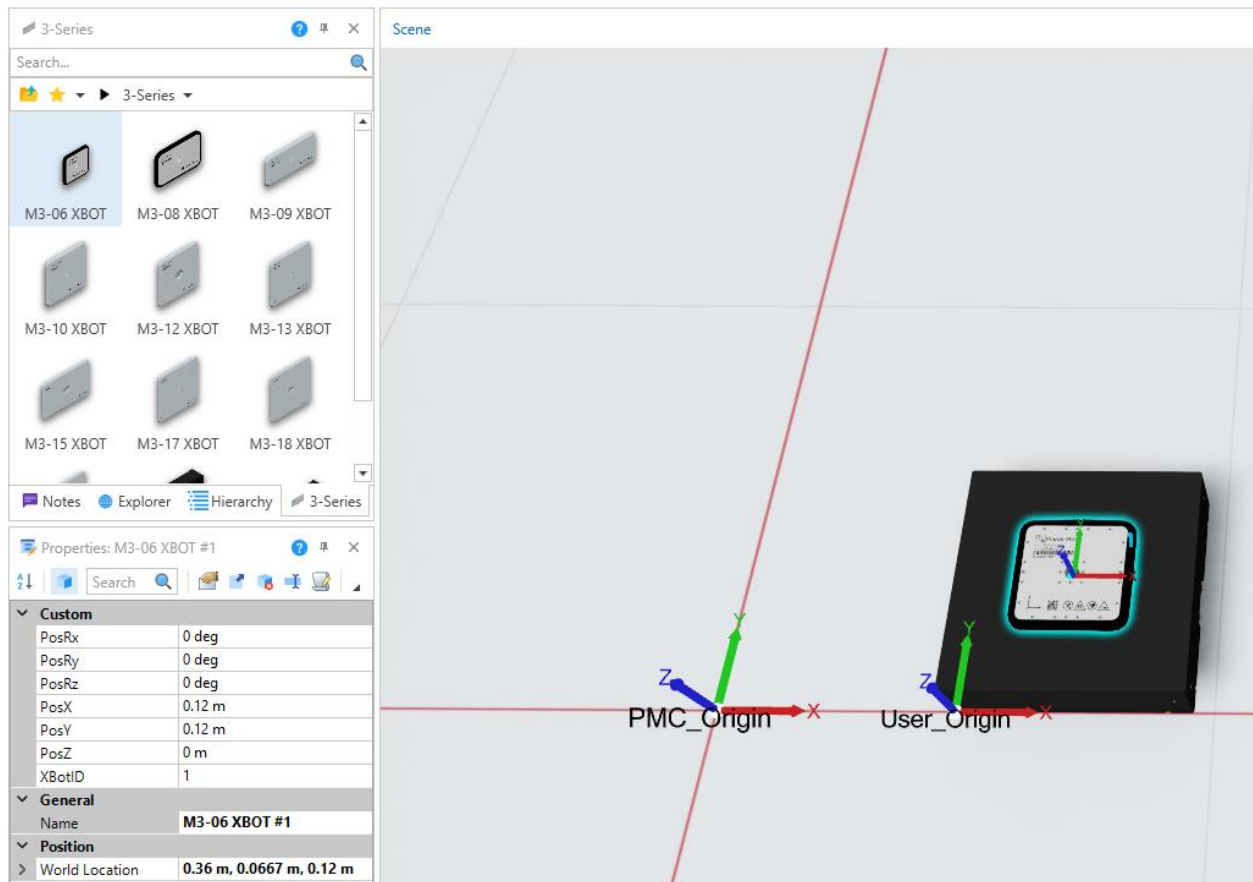 3-Series
Search...
3-Series
M3-06 XBOT
M3-08 XBOT
M3-09 XBOT
M3-10 XBOT
M3-12 XBOT
M3-13 XBOT
M3-15 XBOT
M3-17 XBOT
M3-18 XBOT
Notes
Explorer
Hierarchy
3-Series
Properties: M3-06 XBOT #1
Search
Custom
PosRx 0 deg
PosRy 0 deg
PosRz 0 deg
PosX 0.12 m
PosY 0.12 m
PosZ 0 m
XBotID 1
General
Name M3-06 XBOT #1
Position
World Location 0.36 m, 0.0667 m, 0.12 m
Scene
Y
Z
X
Y
Z
X
PMC_Origin
Y
Z
X
User_Origin